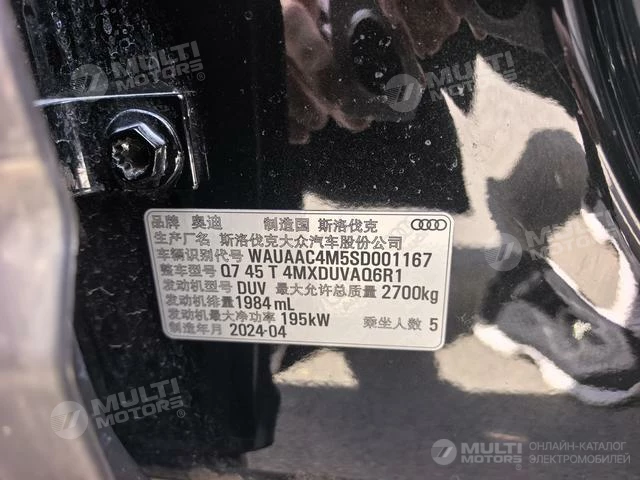 MULTI
MOTORS®
MULTI
MOTORS®
品牌 奥迪 制造国 斯洛伐克
生产厂名 斯洛伐克大众汽车股份公司
车辆识别代号 WAUAAC4M5SD001167
整车型号 Q7 45 T 4MXDUVAQ6R1
发动机型号 DUV 最大允许总质量 2700kg
发动机排量 1984 mL
发动机最大净功率 195kW 乘坐人数 5
制造年月 2024-04
MULTI
MOTORS®
MULTI
MOTORS®
ОНЛАЙН-КАТАЛОГ
ЭЛЕКТРОМОБИЛЕЙ